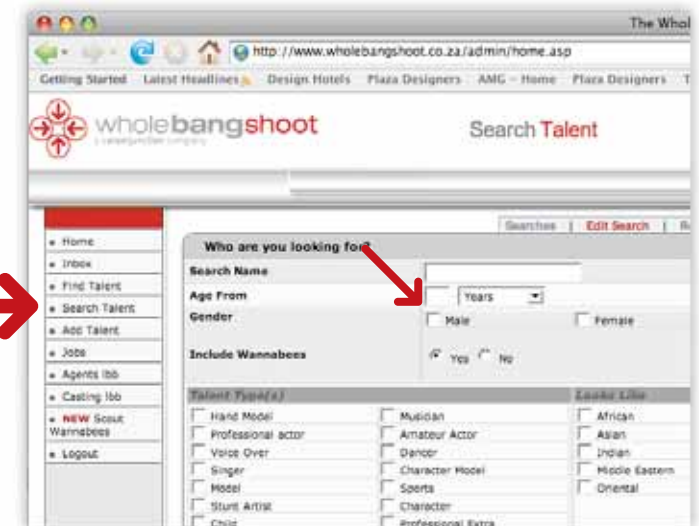 The Whol
http://www.wholebangshoot.co.za/admin/home.asp
Getting Started Latest Headlines Design Hotels Plaza Designers AMG - Home Plaza Designers T
wholebangshoot
Search Talent
Searches | Edit Search | R
Home
Inbox
Find Talent
Search Talent
Add Talent
Jobs
Agents lbb
Casting lbb
NEW Scout
Wannabees
Logout
Who are you looking for?
Search Name
Age From Years
Gender Male Female
Include Wannabees Yes No
Talent Type(s) Looks Like
Hand Model Musician African
Professional actor Amateur Actor Asian
Voice Over Dancer Indian
Singer Character Model Middle Eastern
Model Sports Oriental
Stunt Artist Character
Child Professional Extra